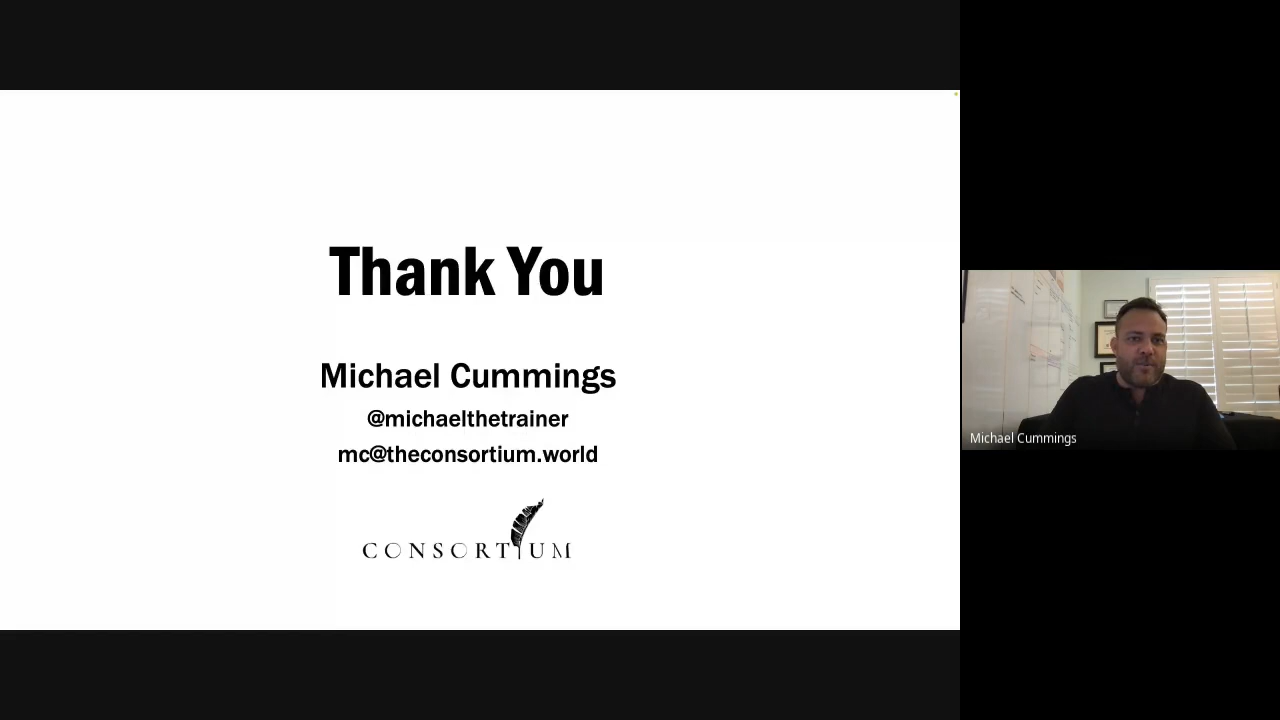 Thank You
Michael Cummings
@michaelthetrainer
mc@theconsortium.world
CONSORTIUM
Michael Cummings